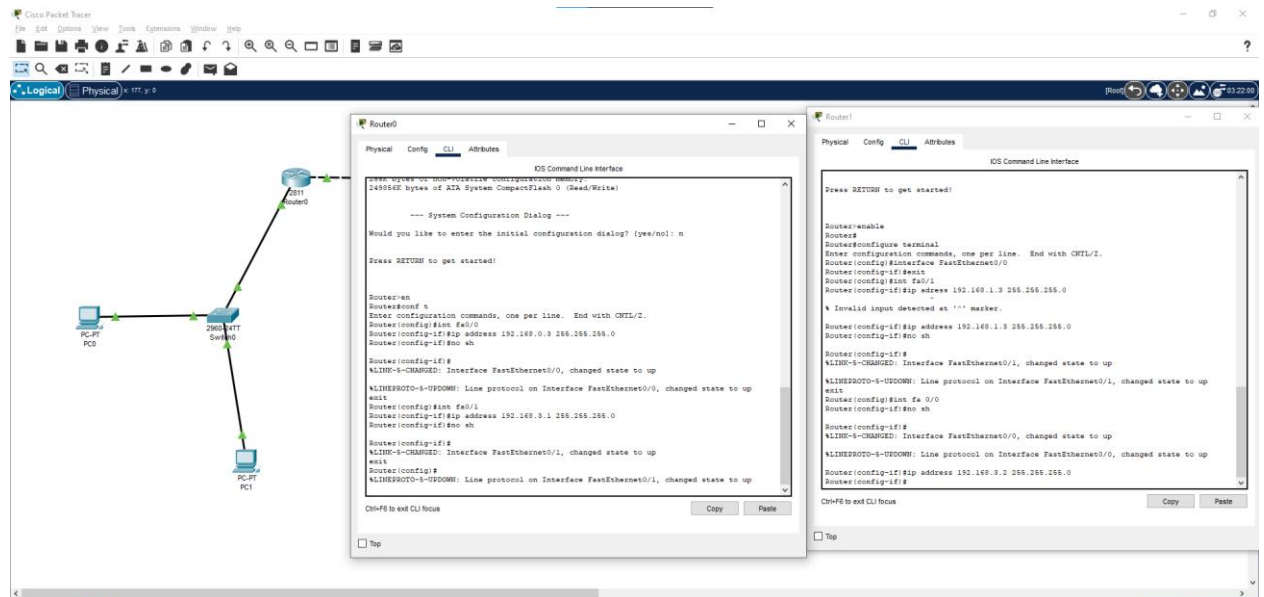 Cisco Packet Tracer
File Edit Options View Tools Extensions Window Help
?
Logical
Physical x: 177, y: 0
[Root]
03:22:00
2811
Router0
PC-PT
PC0
2960-24TT
Switch0
PC-PT
PC1
Router0
Physical Config CLI Attributes
IOS Command Line Interface
249856K bytes of ATA System CompactFlash 0 (Read/Write)
--- System Configuration Dialog ---
Would you like to enter the initial configuration dialog? [yes/no]: n
Press RETURN to get started!
Router>en
Router#conf t
Enter configuration commands, one per line. End with CNTL/Z.
Router(config)#int fa0/0
Router(config-if)#ip address 192.168.0.3 255.255.255.0
Router(config-if)#no sh
Router(config-if)#
%LINK-5-CHANGED: Interface FastEthernet0/0, changed state to up
%LINEPROTO-5-UPDOWN: Line protocol on Interface FastEthernet0/0, changed state to up
exit
Router(config)#int fa0/1
Router(config-if)#ip address 192.168.3.1 255.255.255.0
Router(config-if)#no sh
Router(config-if)#
%LINK-5-CHANGED: Interface FastEthernet0/1, changed state to up
exit
Router(config)#
%LINEPROTO-5-UPDOWN: Line protocol on Interface FastEthernet0/1, changed state to up
Ctrl+F6 to exit CLI focus
Copy Paste
Top
Router1
Physical Config CLI Attributes
IOS Command Line Interface
Press RETURN to get started!
Router>enable
Router#
Router#configure terminal
Enter configuration commands, one per line. End with CNTL/Z.
Router(config)#interface FastEthernet0/0
Router(config-if)#exit
Router(config)#int fa0/1
Router(config-if)#ip adress 192.168.1.3 255.255.255.0
^
% Invalid input detected at '^' marker.
Router(config-if)#ip address 192.168.1.3 255.255.255.0
Router(config-if)#no sh
Router(config-if)#
%LINK-5-CHANGED: Interface FastEthernet0/1, changed state to up
%LINEPROTO-5-UPDOWN: Line protocol on Interface FastEthernet0/1, changed state to up
exit
Router(config)#int fa 0/0
Router(config-if)#no sh
Router(config-if)#
%LINK-5-CHANGED: Interface FastEthernet0/0, changed state to up
%LINEPROTO-5-UPDOWN: Line protocol on Interface FastEthernet0/0, changed state to up
Router(config-if)#ip address 192.168.3.2 255.255.255.0
Router(config-if)#
Ctrl+F6 to exit CLI focus
Copy Paste
Top